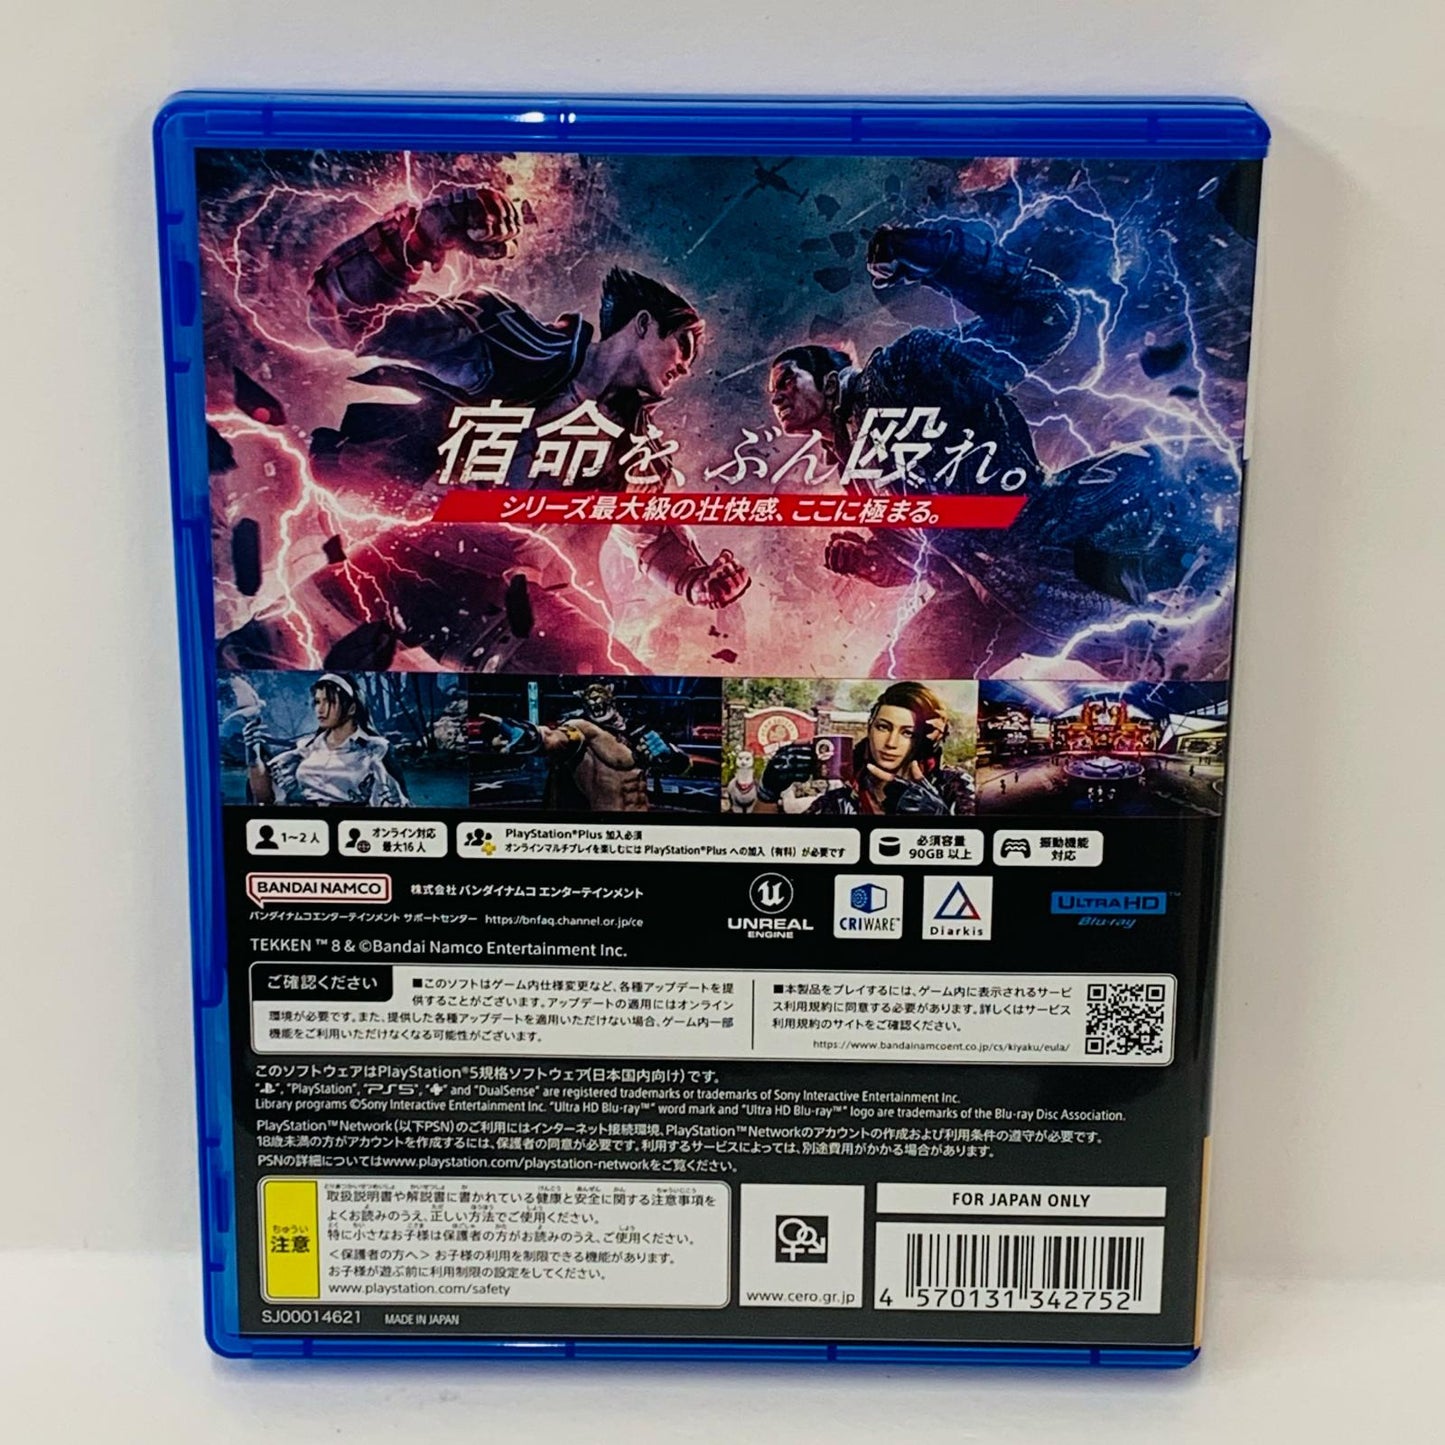 宿命を、ぶん殴れ。
シリーズ最大級の壮快感、ここに極まる。
1～2人
オンライン対応
最大16人
PlayStation®Plus 加入必須
オンラインマルチプレイを楽しむには PlayStation®Plus への加入（有料）が必要です
必須容量
90GB 以上
振動機能
対応
BANDAI NAMCO
株式会社 バンダイナムコ エンターテインメント
バンダイナムコエンターテインメント サポートセンター https://bnfaq.channel.or.jp/ce
TEKKEN ™ 8 & ©Bandai Namco Entertainment Inc.
UNREAL
ENGINE
CRIWARE™
Diarkis
ULTRA HD™
Blu-ray
ご確認ください
■このソフトはゲーム内仕様変更など、各種アップデートを提
供することがございます。アップデートの適用にはオンライン
環境が必要です。また、提供した各種アップデートを適用いただけない場合、ゲーム内一部
機能をご利用いただけなくなる可能性がございます。
■本製品をプレイするには、ゲーム内に表示されるサービ
ス利用規約に同意する必要があります。詳しくはサービス
利用規約のサイトをご確認ください。
https://www.bandainamcoent.co.jp/cs/kiyaku/eula/
このソフトウェアはPlayStation®5規格ソフトウェア(日本国内向け)です。
"", "PlayStation", "PS5", "" and "DualSense" are registered trademarks or trademarks of Sony Interactive Entertainment Inc.
Library programs ©Sony Interactive Entertainment Inc. "Ultra HD Blu-ray™" word mark and "Ultra HD Blu-ray™" logo are trademarks of the Blu-ray Disc Association.
PlayStation™Network(以下PSN)のご利用にはインターネット接続環境、PlayStation™Networkのアカウントの作成および利用条件の遵守が必要です。
18歳未満の方がアカウントを作成するには、保護者の同意が必要です。利用するサービスによっては、別途費用がかかる場合があります。
PSNの詳細についてはwww.playstation.com/playstation-networkをご覧ください。
ちゅうい
注意
取扱説明書や解説書に書かれている健康と安全に関する注意事項を
よくお読みのうえ、正しい方法でご使用ください。
特に小さなお子様は保護者の方がお読みのうえ、ご使用ください。
＜保護者の方へ＞ お子様の利用を制限できる機能があります。
お子様が遊ぶ前に利用制限の設定をしてください。
www.playstation.com/safety
www.cero.gr.jp
FOR JAPAN ONLY
4 570131 342752
SJ00014621 MADE IN JAPAN